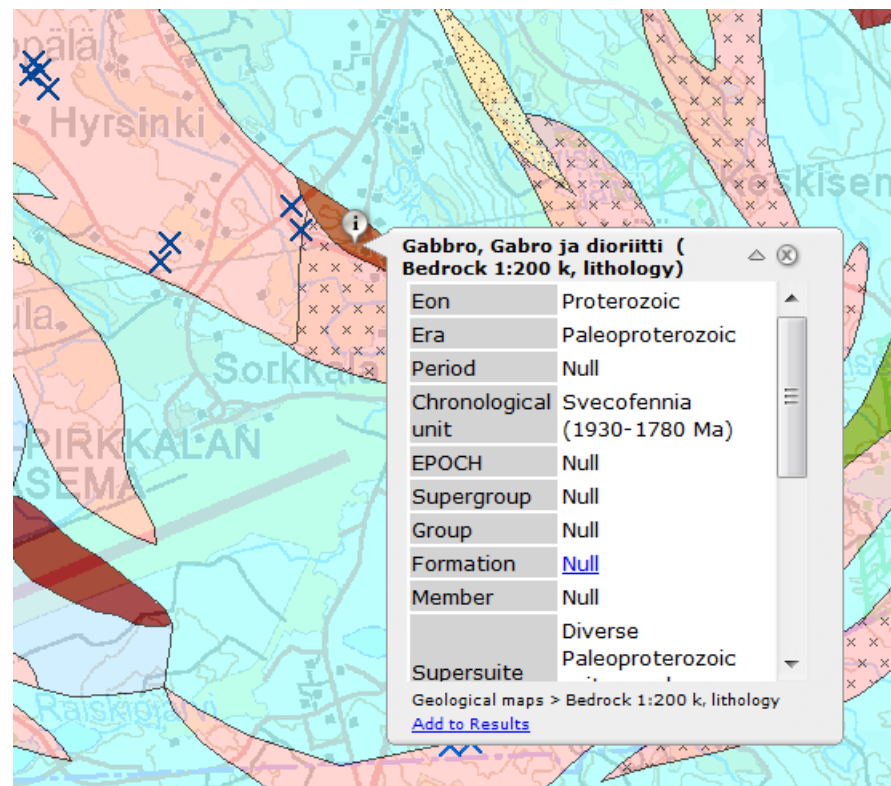 Hyrsinki
Keskisen
Gabbro, Gabro ja dioriitti (
Bedrock 1:200 k, lithology)
Eon Proterozoic
Era Paleoproterozoic
Period Null
Chronological Svecofennia
unit (1930-1780 Ma)
EPOCH Null
Supergroup Null
Group Null
Formation Null
Member Null
Diverse
Supersuite Paleoproterozoic
Geological maps > Bedrock 1:200 k, lithology
Add to Results
Sorkkala
PIRKKALAN
ASEMA